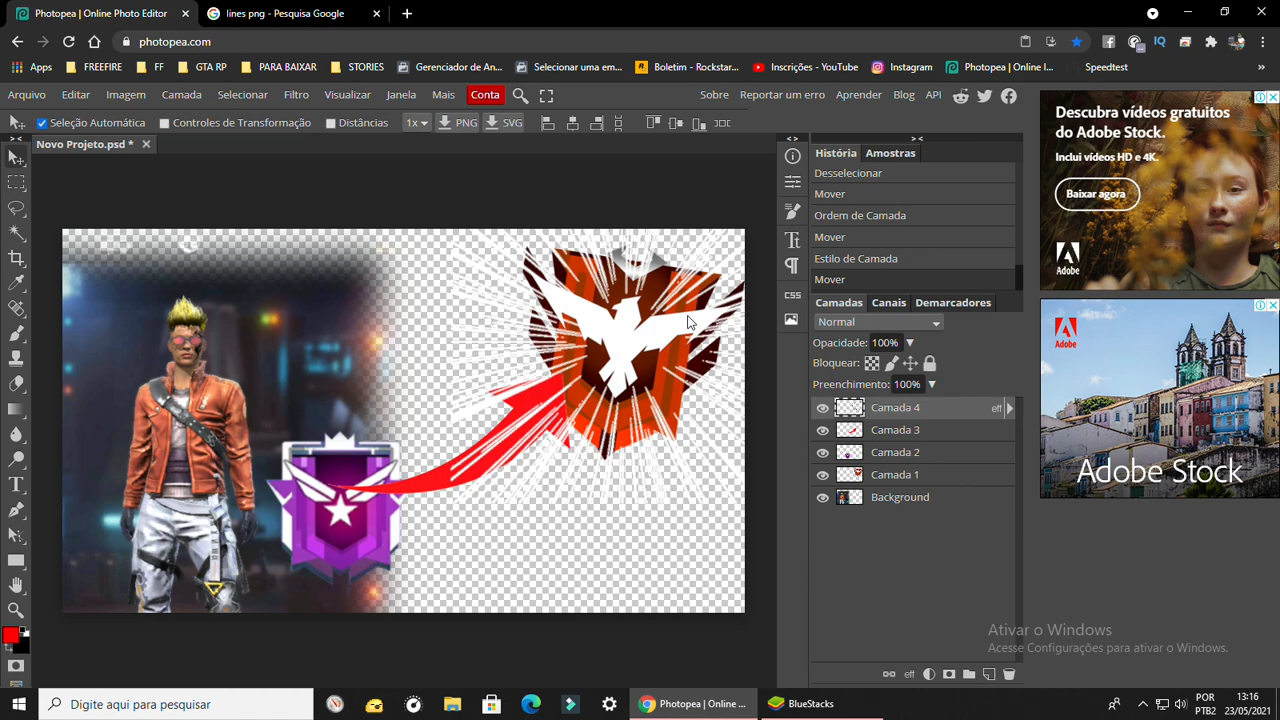 Photopea | Online Photo Editor
lines png - Pesquisa Google
photopea.com
Apps
FREEFIRE
FF
GTA RP
PARA BAIXAR
STORIES
Gerenciador de An...
Selecionar uma em...
Boletim - Rockstar...
Inscrições - YouTube
Instagram
Photopea | Online I...
Speedtest
Arquivo Editar Imagem Camada Selecionar Filtro Visualizar Janela Mais Conta
Sobre Reportar um erro Aprender Blog API
Seleção Automática Controles de Transformação 1x PNG SVG
Novo Projeto.psd *
História Amostras
Desselecionar
Mover
Ordem de Camada
Mover
Estilo de Camada
Mover
CSS
Camadas Canais Demarcadores
Normal
Opacidade: 100%
Bloquear:
Preenchimento: 100%
Camada 4 eff
Camada 3
Camada 2
Camada 1
Background
eff
Descubra vídeos gratuitos
do Adobe Stock.
Inclui vídeos HD e 4K.
Baixar agora
Adobe
Adobe
Adobe Stock
Ativar o Windows
Acesse Configurações para ativar o Windows.
Digite aqui para pesquisar
Photopea | Online ...
BlueStacks
POR
PTB2
13:16
23/05/2021